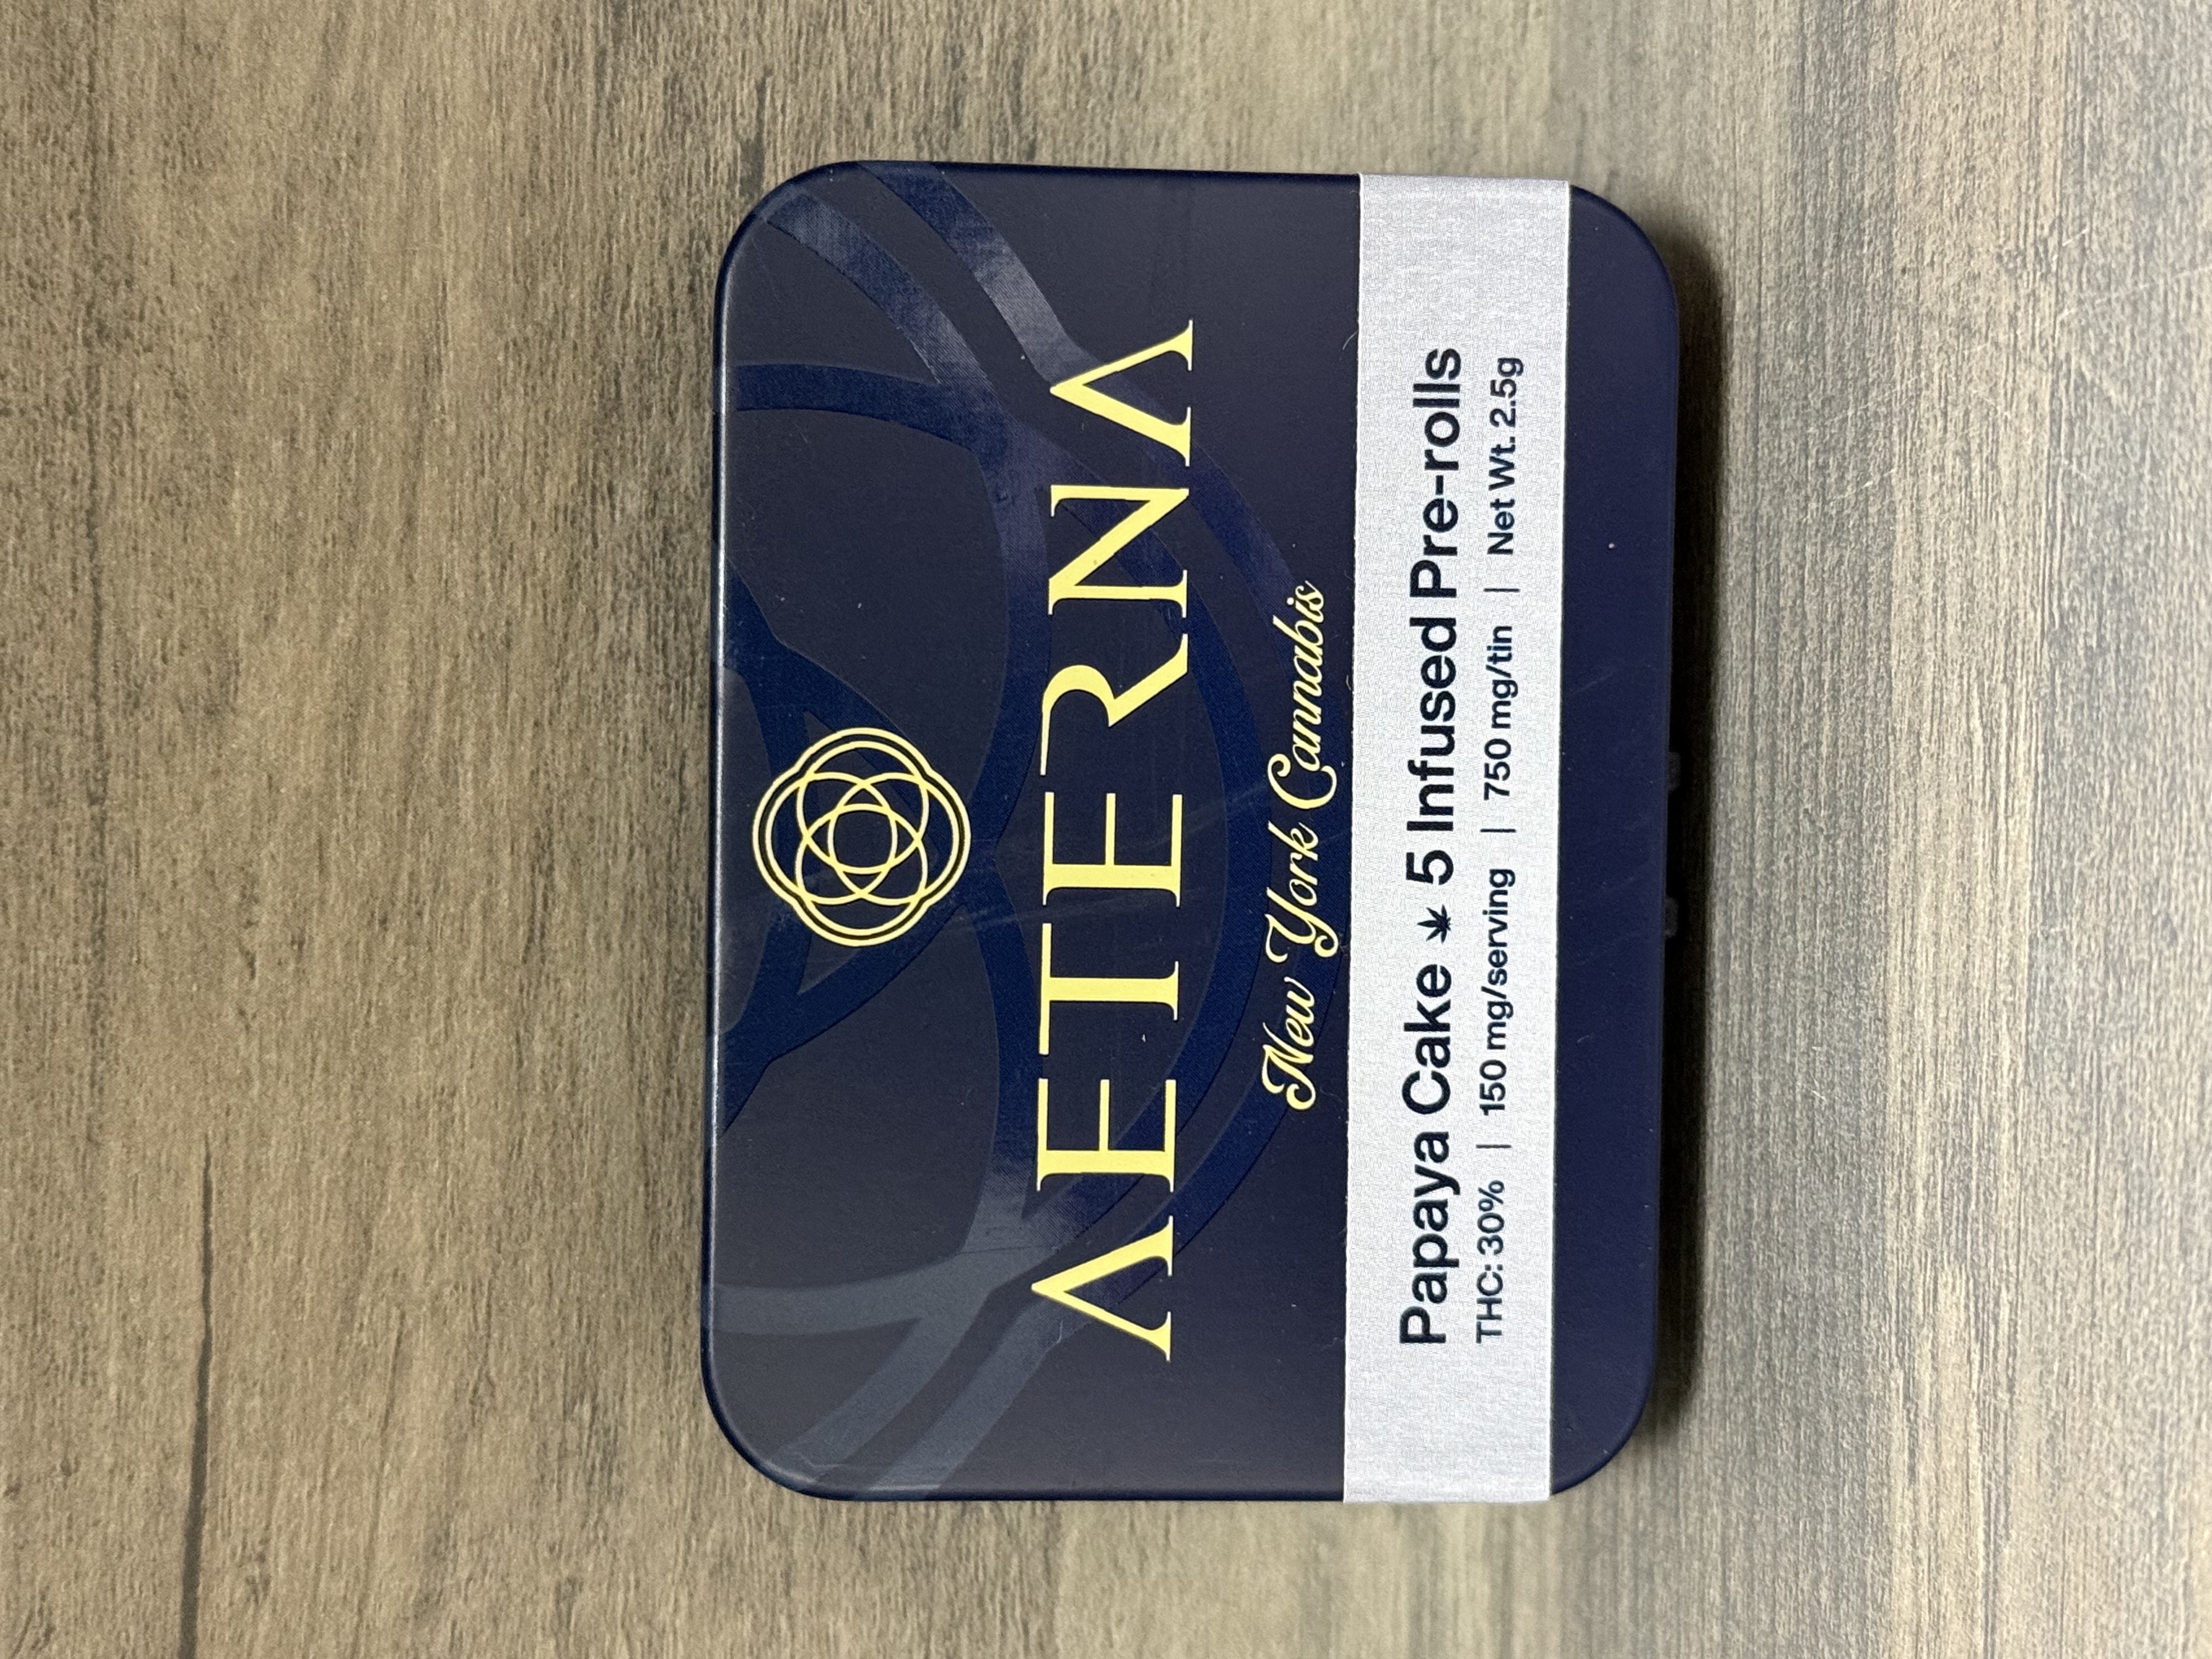 AETERNA
New York Cannabis
Papaya Cake 5 Infused Pre-rolls
THC: 30% | 150 mg/serving | 750 mg/tin | Net Wt. 2.5g